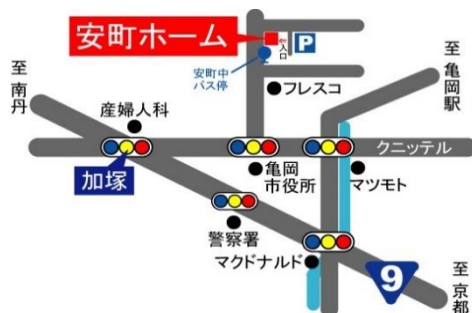 安町ホーム
入口
P
安町中
バス停
フレスコ
至亀岡駅
至南丹
産婦人科
クニッテル
加塚
亀岡
市役所
マツモト
警察署
マクドナルド
9
至京都